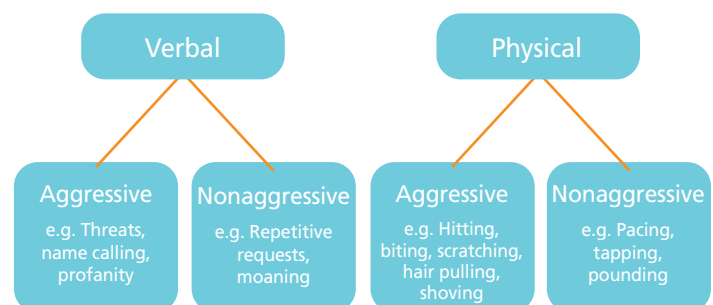 Verbal
Physical
Aggressive
e.g. Threats,
name calling,
profanity
Nonaggressive
e.g. Repetitive
requests,
moaning
Aggressive
e.g. Hitting,
biting, scratching,
hair pulling,
shoving
Nonaggressive
e.g. Pacing,
tapping,
pounding